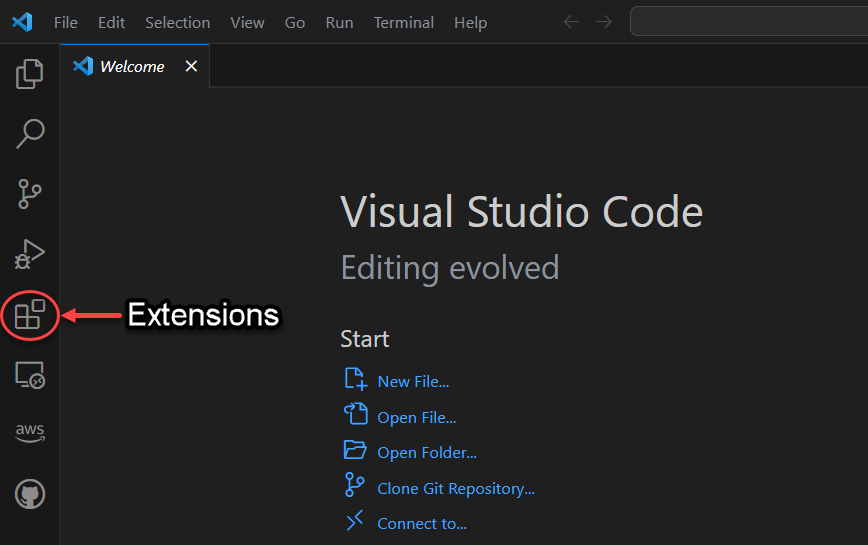 File Edit Selection View Go Run Terminal Help
Welcome
Visual Studio Code
Editing evolved
Extensions
Start
New File...
Open File...
Open Folder...
aws
Clone Git Repository...
Connect to...